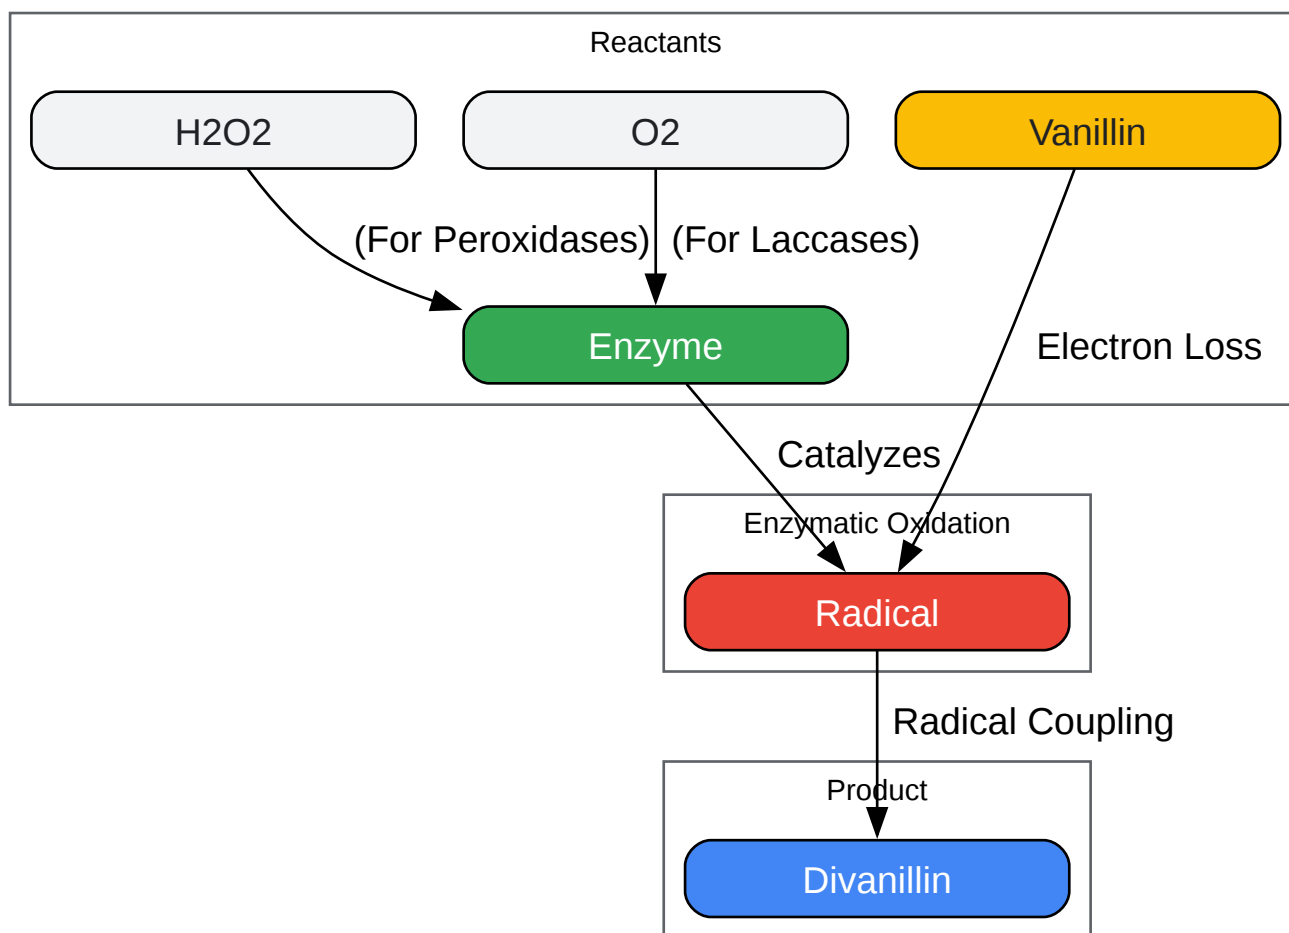 Reactants
H2O2
O2
Vanillin
(For Peroxidases)
(For Laccases)
Enzyme
Electron Loss
Catalyzes
Enzymatic Oxidation
Radical
Radical Coupling
Product
Divanillin